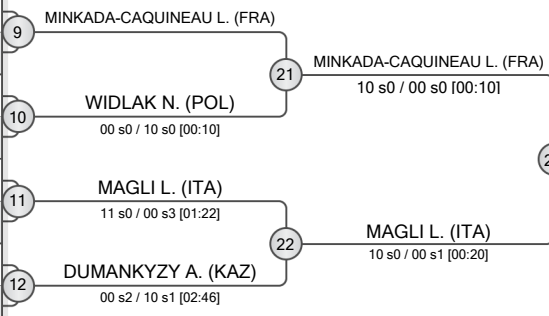 9
MINKADA-CAQUINEAU L. (FRA)
21
MINKADA-CAQUINEAU L. (FRA)
10 s0 / 00 s0 [00:10]
10
WIDLAK N. (POL)
00 s0 / 10 s0 [00:10]
11
MAGLI L. (ITA)
11 s0 / 00 s3 [01:22]
22
MAGLI L. (ITA)
10 s0 / 00 s1 [00:20]
12
DUMANKYZY A. (KAZ)
00 s2 / 10 s1 [02:46]